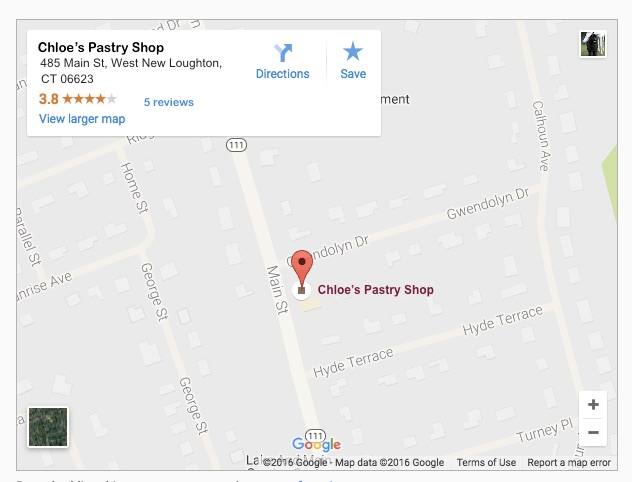 Chloe's Pastry Shop
485 Main St, West New Loughton,
CT 06623
3.8
5 reviews
View larger map
Directions
Save
ment
111
Home St
Calhoun Ave
Gwendolyn Dr
Gwendolyn Dr
Parallel St
Main St
Chloe's Pastry Shop
George St
Hyde Terrace
Hyde Terrace
George St
Turney Pl
111
Google
+
−
©2016 Google - Map data ©2016 Google
Terms of Use
Report a map error